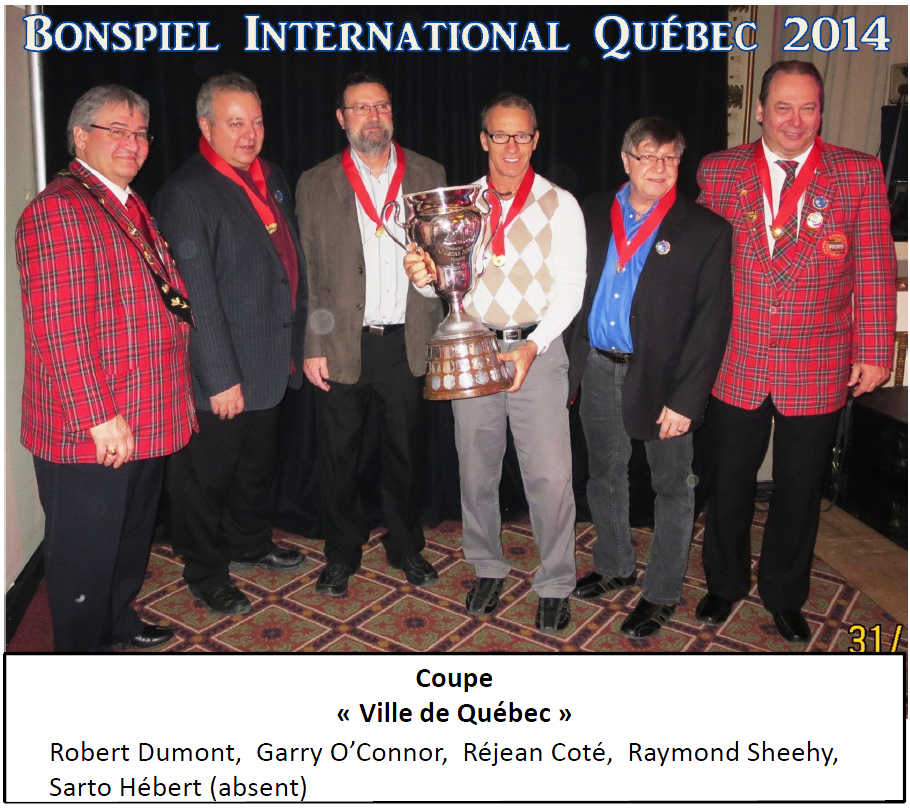 BONSPIEL INTERNATIONAL QUÉBEC 2014
31/
Coupe
« Ville de Québec »
Robert Dumont, Garry O'Connor, Réjean Coté, Raymond Sheehy,
Sarto Hébert (absent)